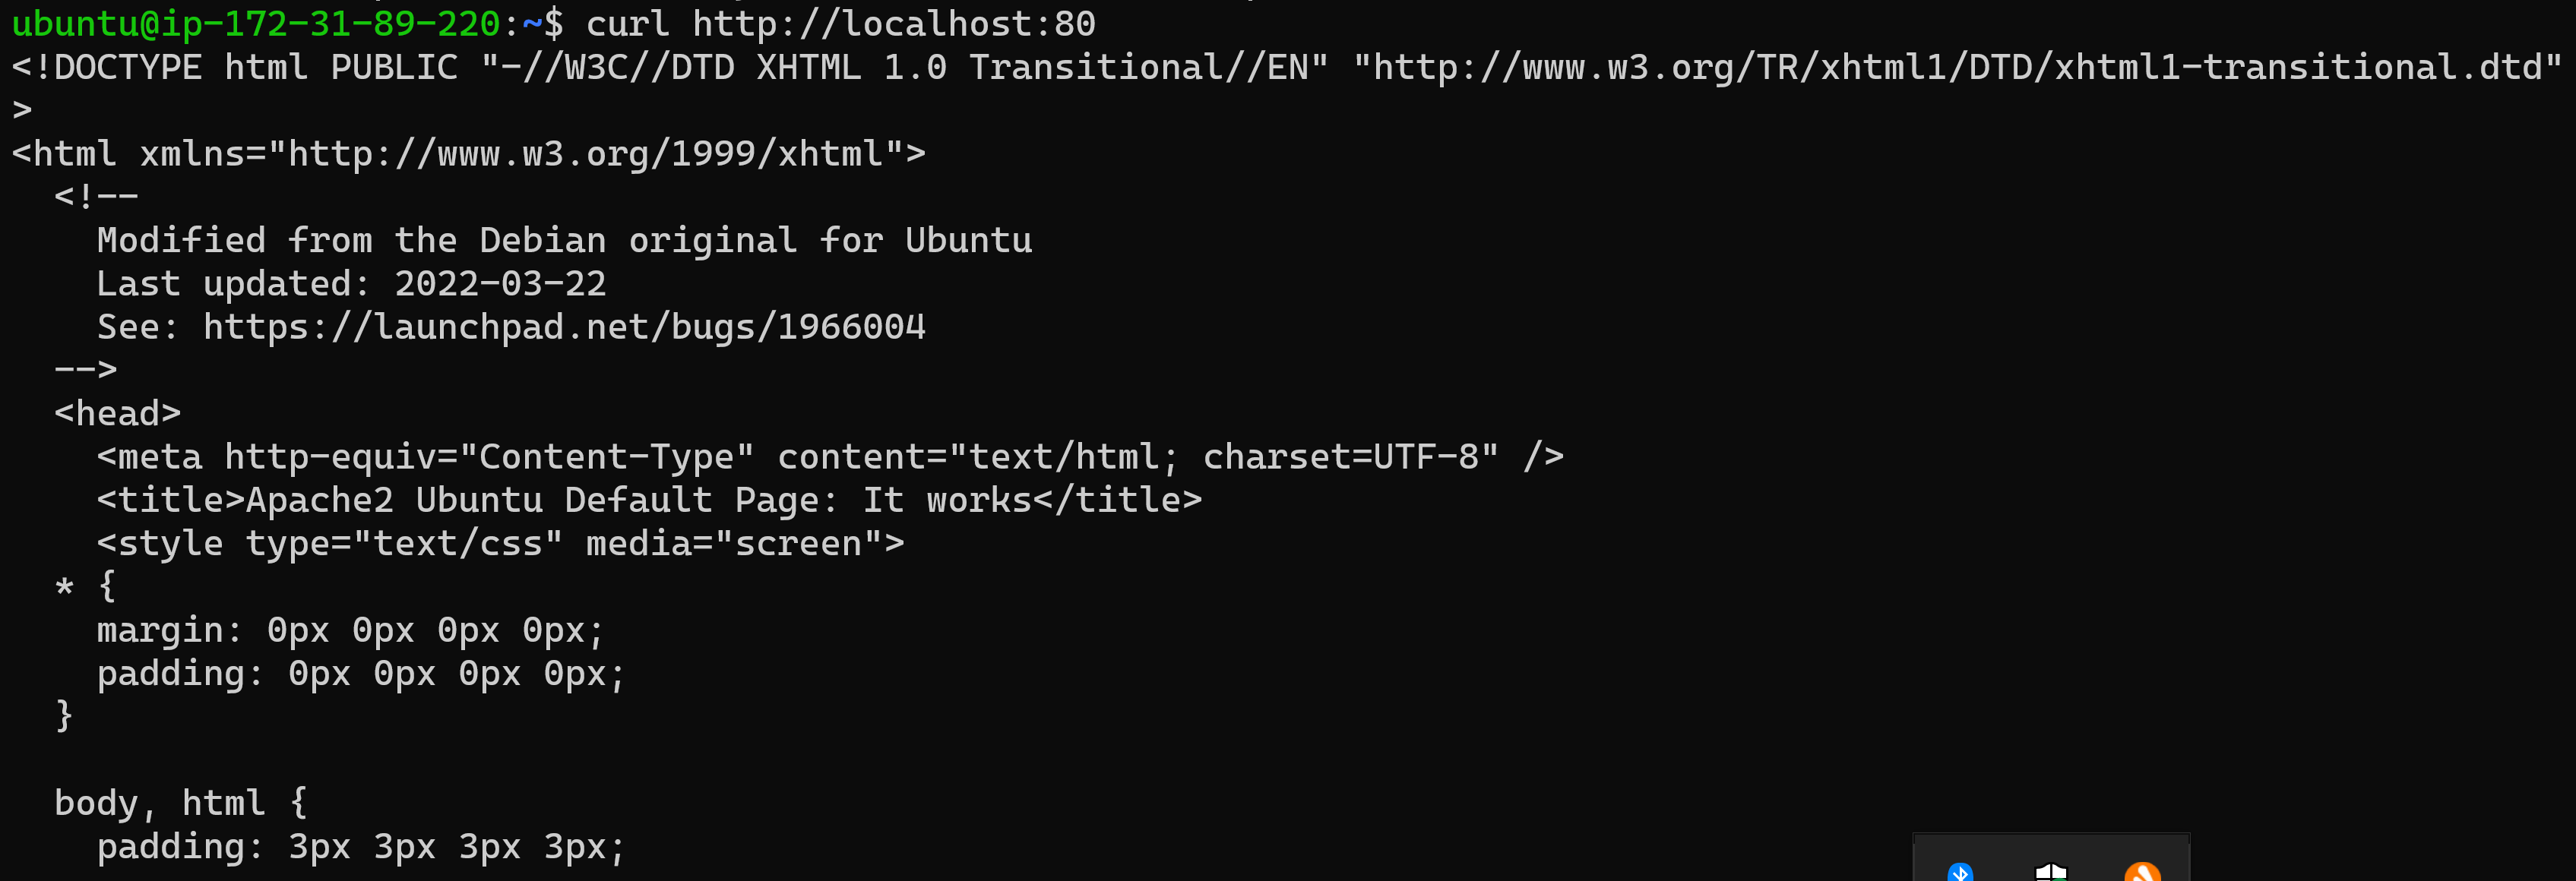 ubuntu@ip-172-31-89-220:~$ curl http://localhost:80
<!DOCTYPE html PUBLIC "-//W3C//DTD XHTML 1.0 Transitional//EN" "http://www.w3.org/TR/xhtml1/DTD/xhtml1-transitional.dtd"
>
<html xmlns="http://www.w3.org/1999/xhtml">
  <!--
    Modified from the Debian original for Ubuntu
    Last updated: 2022-03-22
    See: https://launchpad.net/bugs/1966004
  -->
  <head>
    <meta http-equiv="Content-Type" content="text/html; charset=UTF-8" />
    <title>Apache2 Ubuntu Default Page: It works</title>
    <style type="text/css" media="screen">
  * {
    margin: 0px 0px 0px 0px;
    padding: 0px 0px 0px 0px;
  }

  body, html {
    padding: 3px 3px 3px 3px;